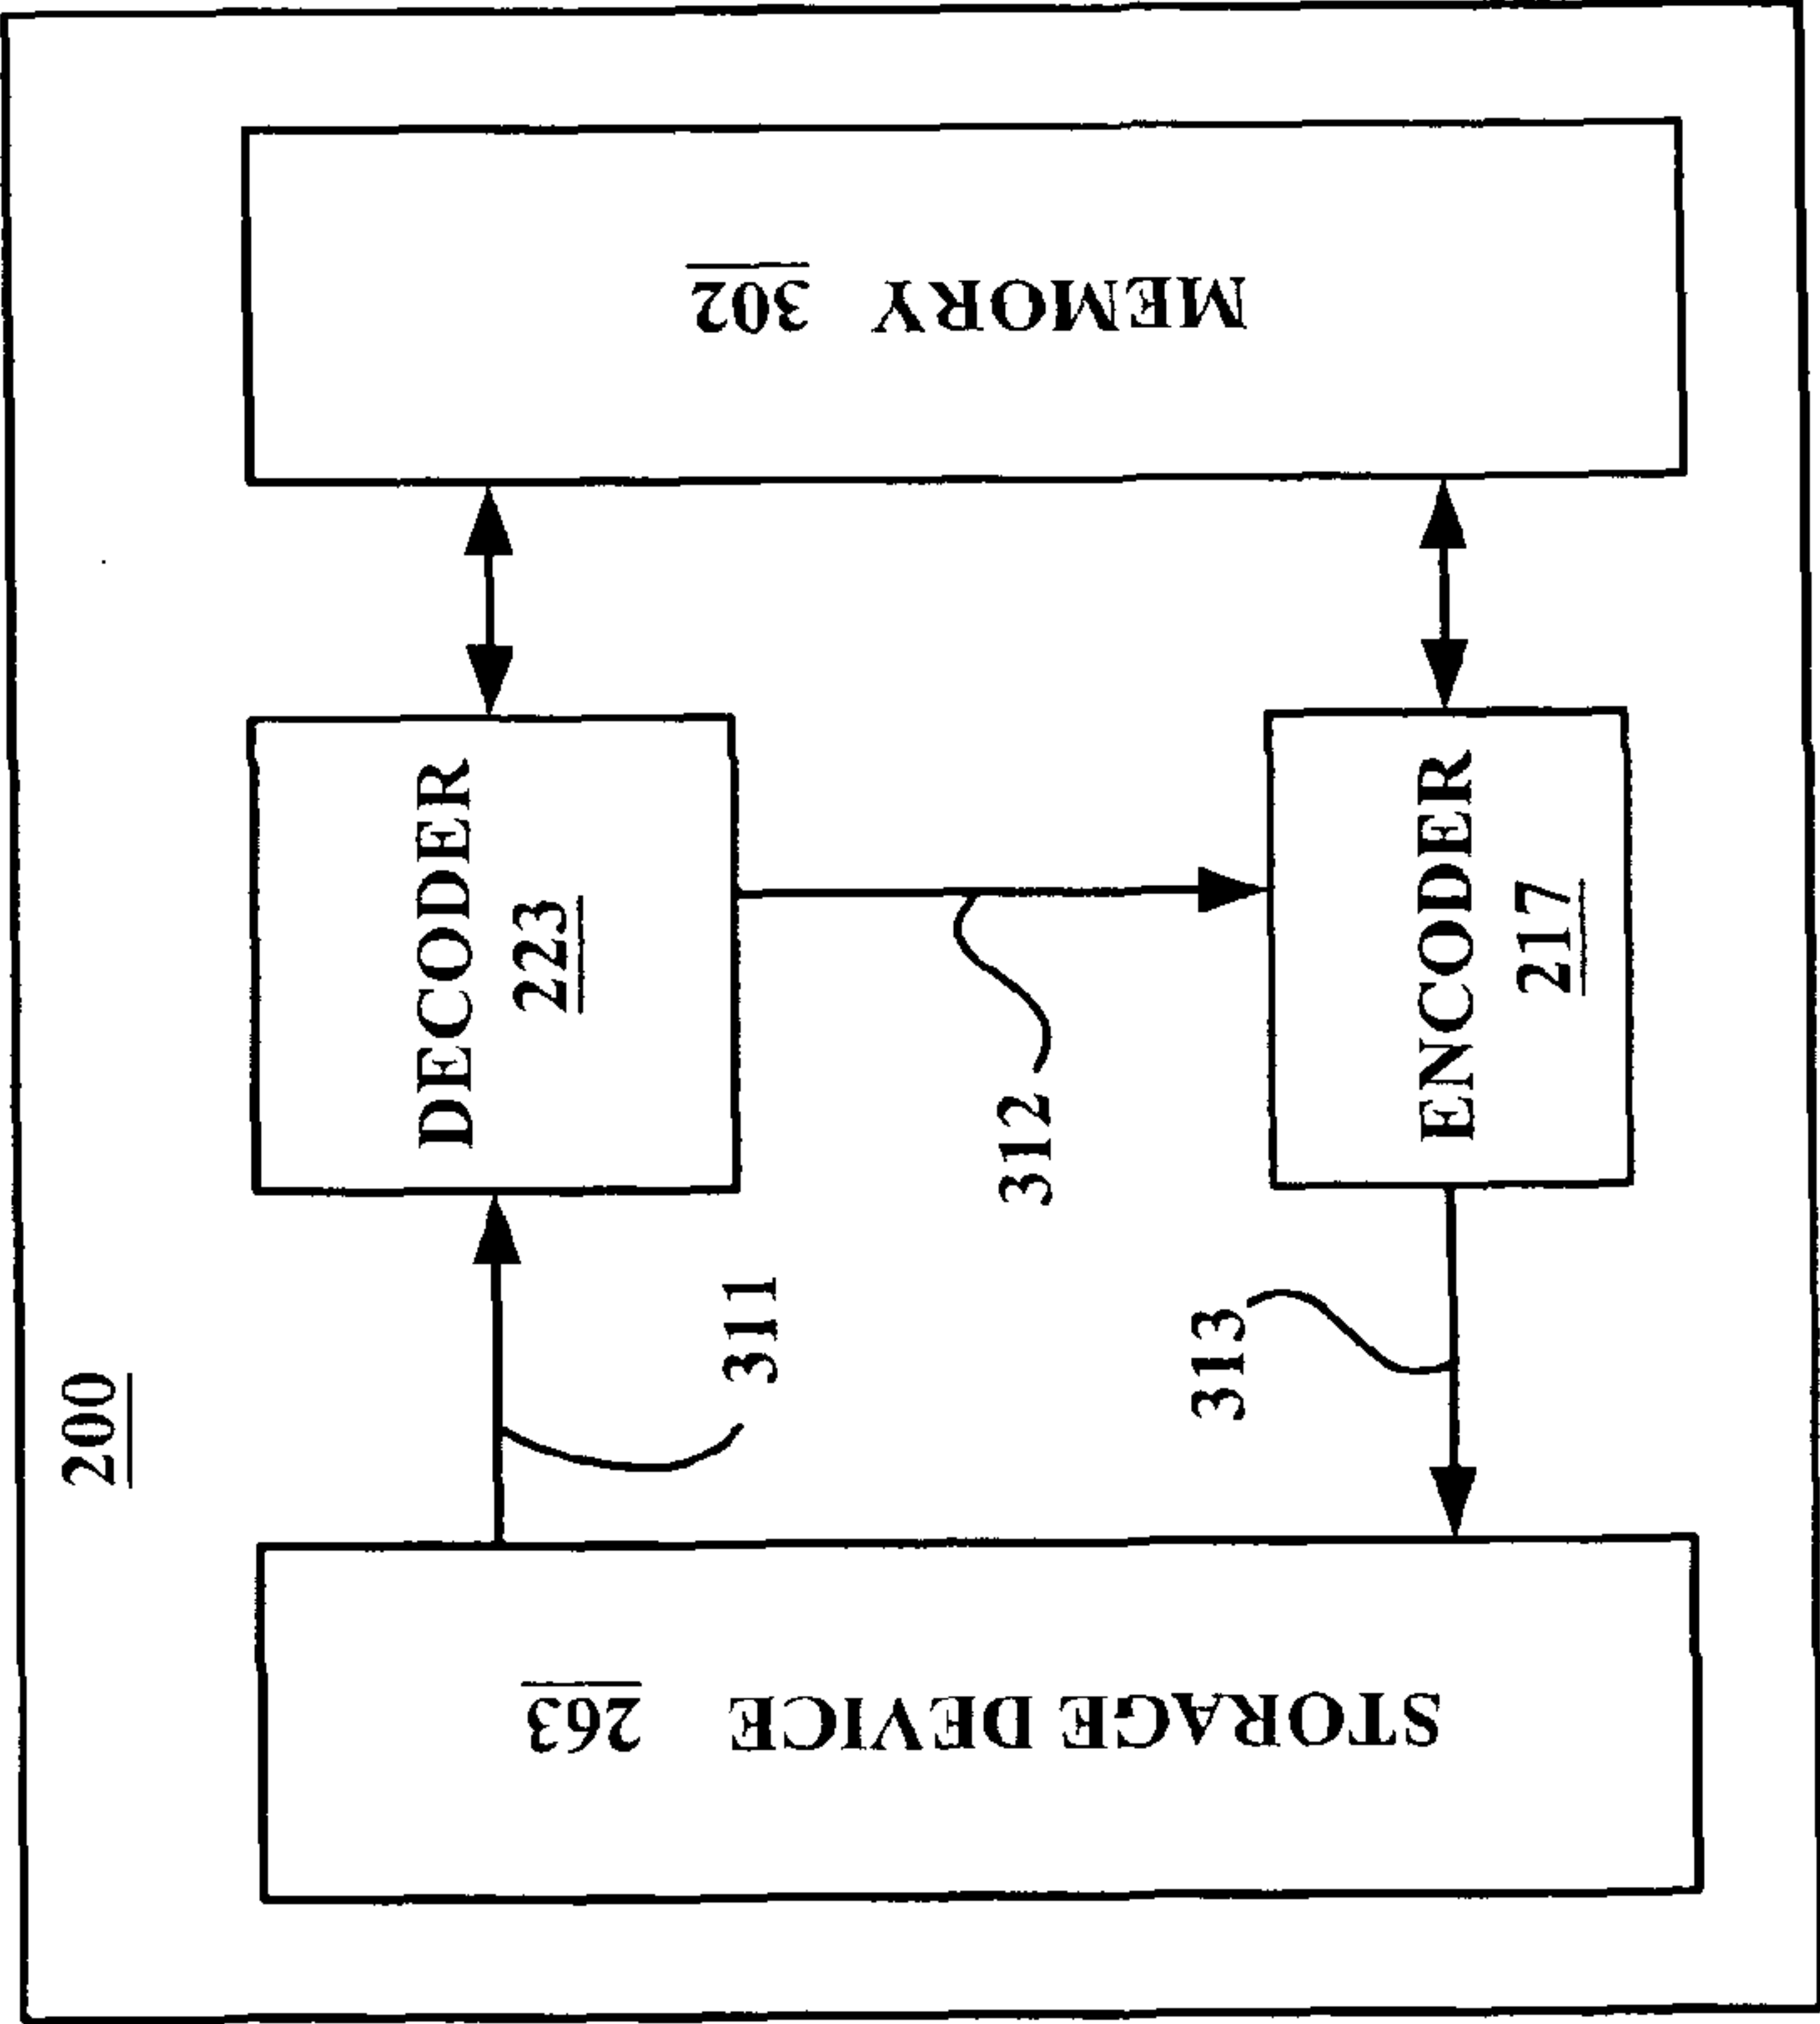 200
STORAGE DEVICE 263
311
DECODER
223
MEMORY 302
312
313
ENCODER
217